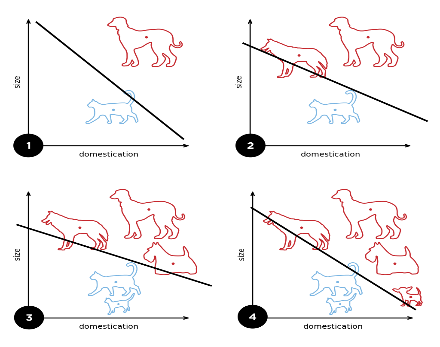 size
1
domestication
size
2
domestication
size
3
domestication
size
4
domestication